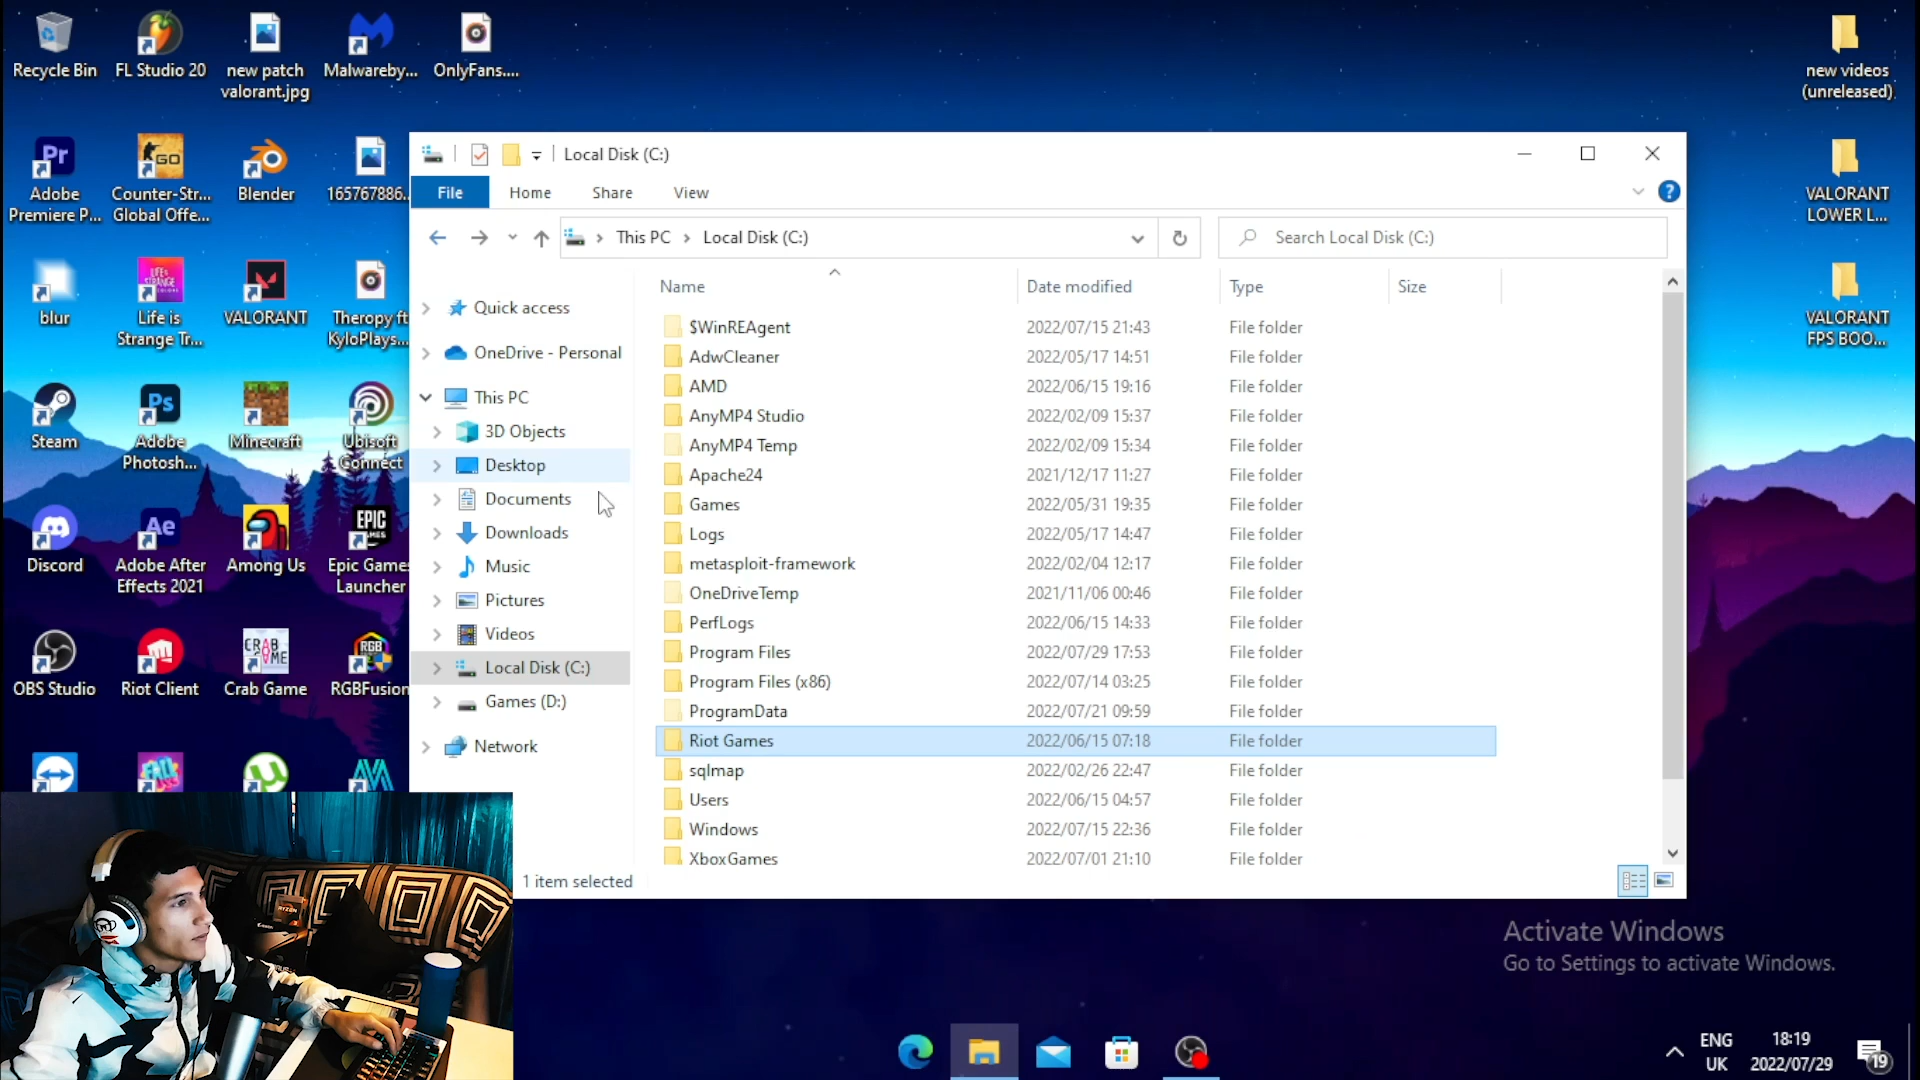 Recycle Bin
FL Studio 20
new patch
valorant.jpg
Malwareby...
OnlyFans....
new videos
(unreleased)
Adobe
Premiere P...
Counter-Str...
Global Offe...
Blender
165767886...
VALORANT
LOWER L...
blur
Life is
Strange Tr...
VALORANT
Theropy ft
KyloPlays...
VALORANT
FPS BOO...
Steam
Adobe
Photosh...
Minecraft
Ubisoft
Connect
Discord
Adobe After
Effects 2021
Among Us
Epic Games
Launcher
OBS Studio
Riot Client
Crab Game
RGBFusion
Local Disk (C:)
File
Home
Share
View
This PC
Local Disk (C:)
Search Local Disk (C:)
Quick access
OneDrive - Personal
This PC
3D Objects
Desktop
Documents
Downloads
Music
Pictures
Videos
Local Disk (C:)
Games (D:)
Network
Name Date modified Type Size
$WinREAgent 2022/07/15 21:43 File folder
AdwCleaner 2022/05/17 14:51 File folder
AMD 2022/06/15 19:16 File folder
AnyMP4 Studio 2022/02/09 15:37 File folder
AnyMP4 Temp 2022/02/09 15:34 File folder
Apache24 2021/12/17 11:27 File folder
Games 2022/05/31 19:35 File folder
Logs 2022/05/17 14:47 File folder
metasploit-framework 2022/02/04 12:17 File folder
OneDriveTemp 2021/11/06 00:46 File folder
PerfLogs 2022/06/15 14:33 File folder
Program Files 2022/07/29 17:53 File folder
Program Files (x86) 2022/07/14 03:25 File folder
ProgramData 2022/07/21 09:59 File folder
Riot Games 2022/06/15 07:18 File folder
sqlmap 2022/02/26 22:47 File folder
Users 2022/06/15 04:57 File folder
Windows 2022/07/15 22:36 File folder
XboxGames 2022/07/01 21:10 File folder
1 item selected
Activate Windows
Go to Settings to activate Windows.
ENG
UK
18:19
2022/07/29
19
Pr
GO
Ps
Ae
EPIC
GAMES
CRAB
GAME
RGB
RYZEN